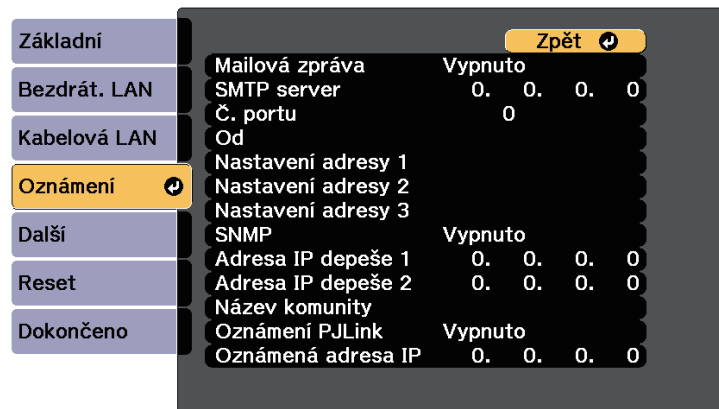 Základní
Bezdrát. LAN
Kabelová LAN
Oznámení
Další
Reset
Dokončeno
Zpět
Mailová zpráva Vypnuto
SMTP server 0. 0. 0. 0
Č. portu 0
Od
Nastavení adresy 1
Nastavení adresy 2
Nastavení adresy 3
SNMP Vypnuto
Adresa IP depeše 1 0. 0. 0. 0
Adresa IP depeše 2 0. 0. 0. 0
Název komunity
Oznámení PJLink Vypnuto
Oznámená adresa IP 0. 0. 0. 0